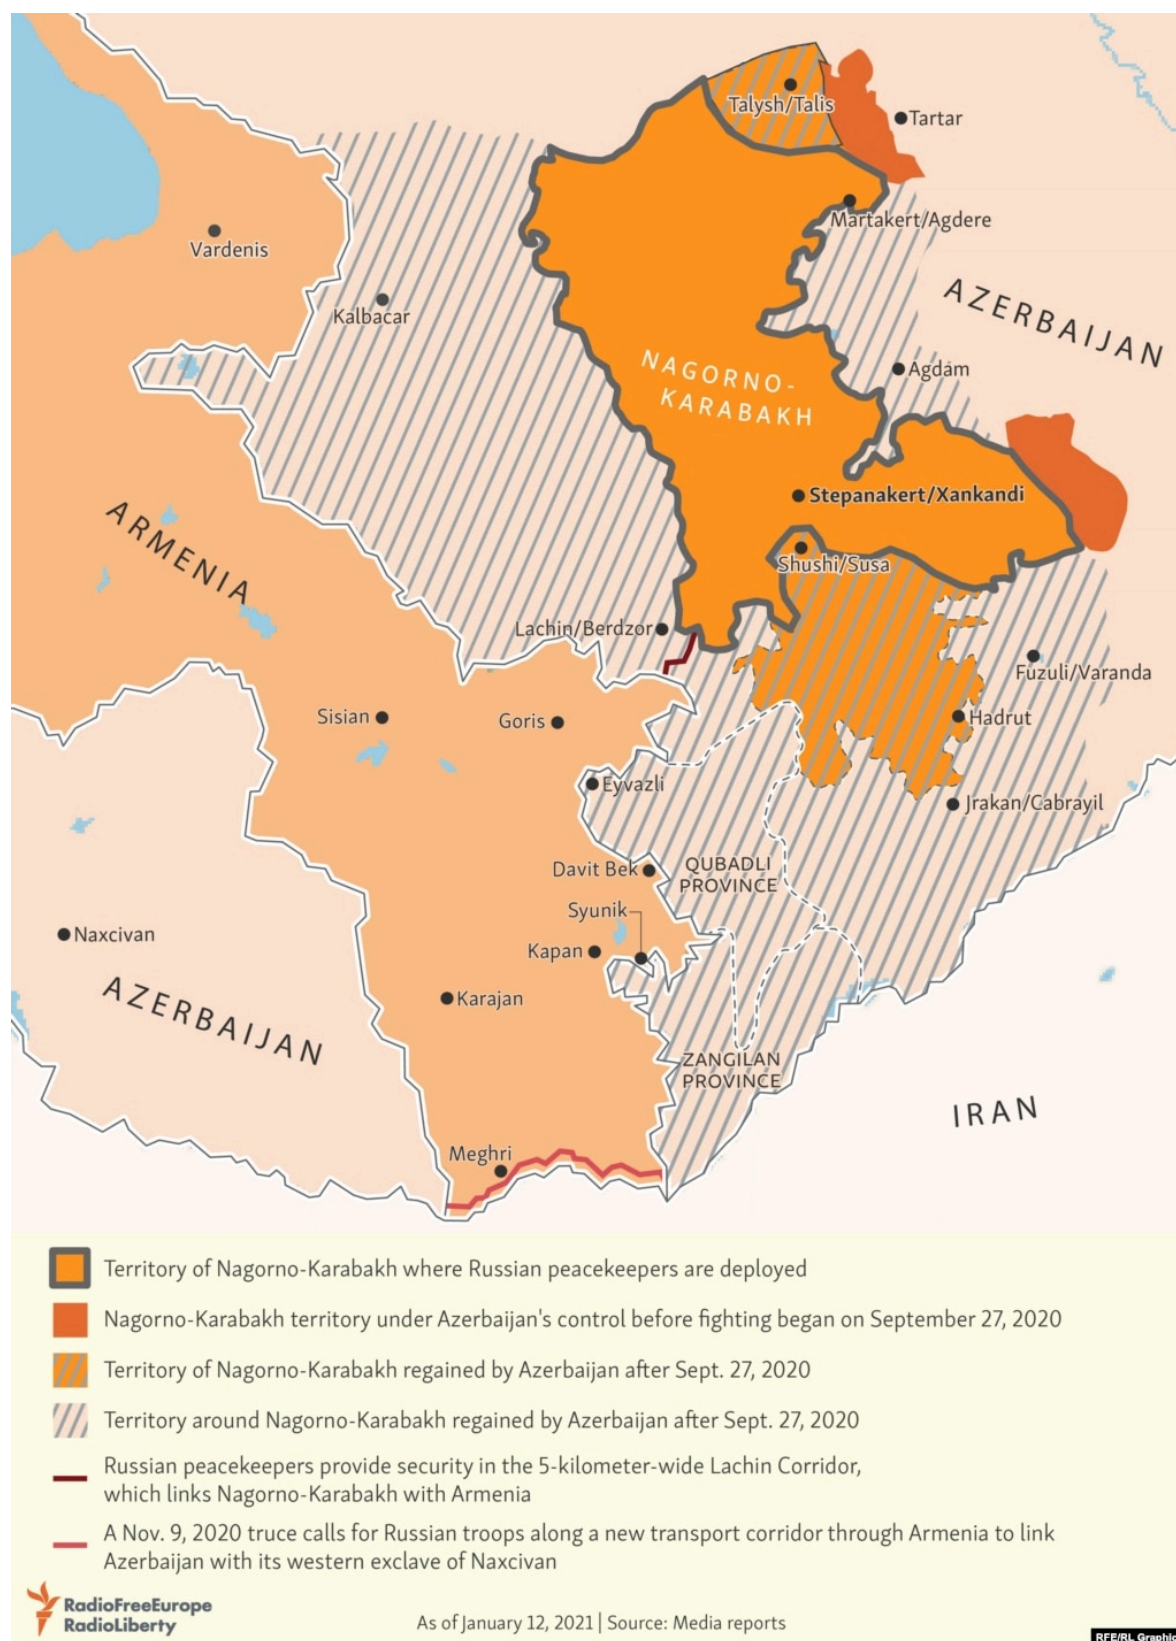 Talysh/Talis
Tartar
Martakert/Agdere
Vardenis
Kalbacar
AZERBAIJAN
Agdam
NAGORNO-
KARABAKH
Stepanakert/Xankandi
ARMENIA
Shushi/Susa
Lachin/Berdzor
Fuzuli/Varanda
Sisian
Goris
Hadrut
Eyvazli
Jrakan/Cabrayil
Davit Bek
QUBADLI
PROVINCE
Syunik
Naxcivan
Kapan
AZERBAIJAN
Karajan
ZANGILAN
PROVINCE
IRAN
Meghri
Territory of Nagorno-Karabakh where Russian peacekeepers are deployed
Nagorno-Karabakh territory under Azerbaijan's control before fighting began on September 27, 2020
Territory of Nagorno-Karabakh regained by Azerbaijan after Sept. 27, 2020
Territory around Nagorno-Karabakh regained by Azerbaijan after Sept. 27, 2020
Russian peacekeepers provide security in the 5-kilometer-wide Lachin Corridor,
which links Nagorno-Karabakh with Armenia
A Nov. 9, 2020 truce calls for Russian troops along a new transport corridor through Armenia to link
Azerbaijan with its western exclave of Naxcivan
RadioFreeEurope
RadioLiberty
As of January 12, 2021 | Source: Media reports
RFE/RL Graphic